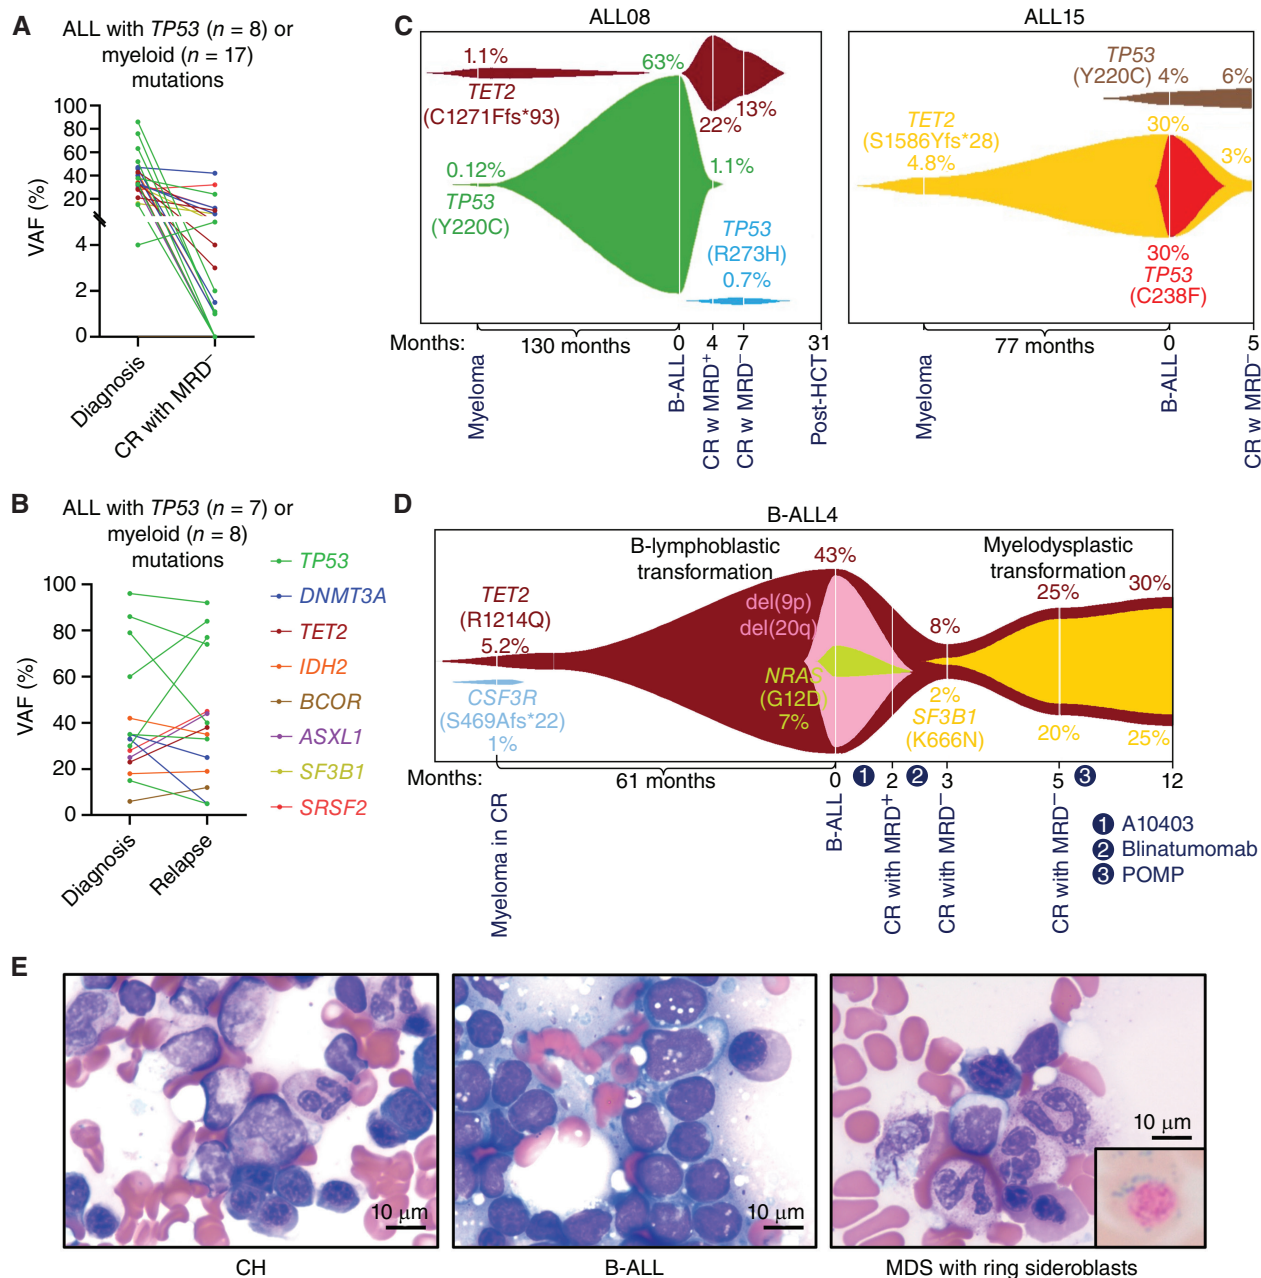 A
ALL with TP53 (n = 8) or
myeloid (n = 17)
mutations
VAF (%)
100
80
60
40
20
4
2
0
Diagnosis
CR with MRD−
B
ALL with TP53 (n = 7) or
myeloid (n = 8)
mutations
VAF (%)
100
80
60
40
20
0
Diagnosis
Relapse
TP53
DNMT3A
TET2
IDH2
BCOR
ASXL1
SF3B1
SRSF2
C
ALL08
1.1%
TET2
(C1271Ffs*93)
63%
22%
13%
0.12%
TP53
(Y220C)
1.1%
TP53
(R273H)
0.7%
Months:
130 months
0
4
7
31
Myeloma
B-ALL
CR w MRD+
CR w MRD−
Post-HCT
ALL15
TP53
(Y220C)
4%
6%
TET2
(S1586Yfs*28)
4.8%
30%
3%
30%
TP53
(C238F)
77 months
0
5
Myeloma
B-ALL
CR w MRD−
D
B-ALL4
B-lymphoblastic
transformation
43%
Myelodysplastic
transformation
TET2
(R1214Q)
5.2%
CSF3R
(S469Afs*22)
1%
del(9p)
del(20q)
NRAS
(G12D)
7%
8%
2%
SF3B1
(K666N)
25%
20%
30%
25%
Months:
61 months
0
1
2
2
3
5
3
12
Myeloma in CR
B-ALL
CR with MRD+
CR with MRD−
CR with MRD−
1 A10403
2 Blinatumomab
3 POMP
E
10 µm
10 µm
10 µm
CH
B-ALL
MDS with ring sideroblasts